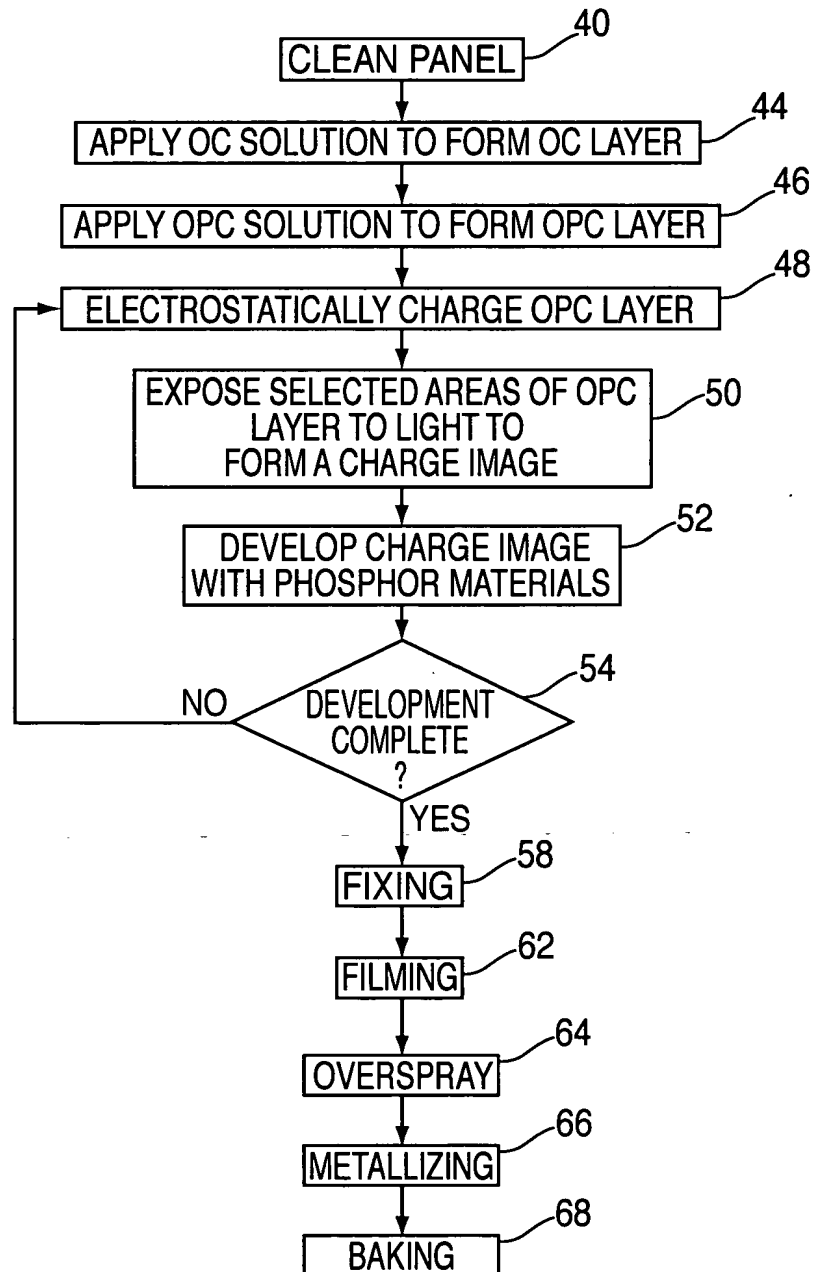 40
CLEAN PANEL
44
APPLY OC SOLUTION TO FORM OC LAYER
46
APPLY OPC SOLUTION TO FORM OPC LAYER
48
ELECTROSTATICALLY CHARGE OPC LAYER
EXPOSE SELECTED AREAS OF OPC
LAYER TO LIGHT TO
FORM A CHARGE IMAGE
50
52
DEVELOP CHARGE IMAGE
WITH PHOSPHOR MATERIALS
54
NO
DEVELOPMENT
COMPLETE
?
YES
58
FIXING
62
FILMING
64
OVERSPRAY
66
METALLIZING
68
BAKING